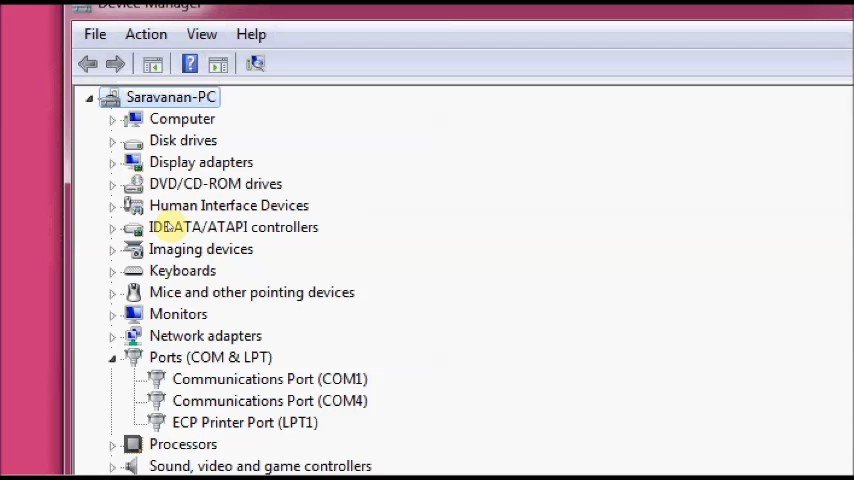 Device Manager
File Action View Help
Saravanan-PC
Computer
Disk drives
Display adapters
DVD/CD-ROM drives
Human Interface Devices
IDE ATA/ATAPI controllers
Imaging devices
Keyboards
Mice and other pointing devices
Monitors
Network adapters
Ports (COM & LPT)
Communications Port (COM1)
Communications Port (COM4)
ECP Printer Port (LPT1)
Processors
Sound, video and game controllers